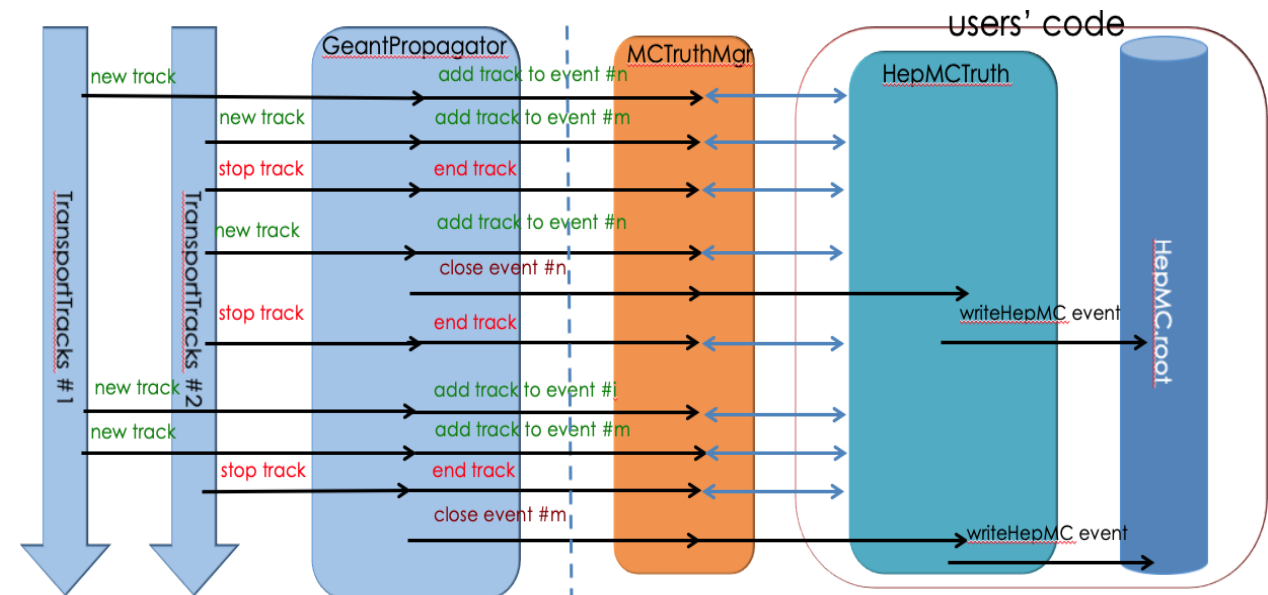 users' code
GeantPropagator
MCTruthMgr
HepMCTruth
new track
add track to event #n
new track
add track to event #m
stop track
end track
new track
add track to event #n
close event #n
stop track
end track
writeHepMC event
new track
add track to event #i
new track
add track to event #m
stop track
end track
close event #m
writeHepMC event
TransportTracks #1
TransportTracks #2
HepMC.root